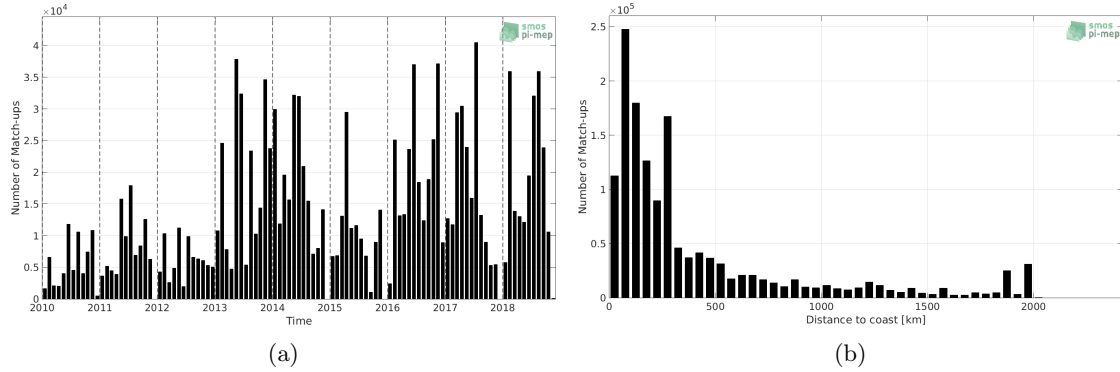 ×10⁴
smos
pi-mep
4
3.5
3
2.5
2
1.5
1
0.5
0
Number of Match-ups
2010 2011 2012 2013 2014 2015 2016 2017 2018
Time
(a)
×10⁵
smos
pi-mep
2.5
2
1.5
1
0.5
0
Number of Match-ups
0 500 1000 1500 2000
Distance to coast [km]
(b)